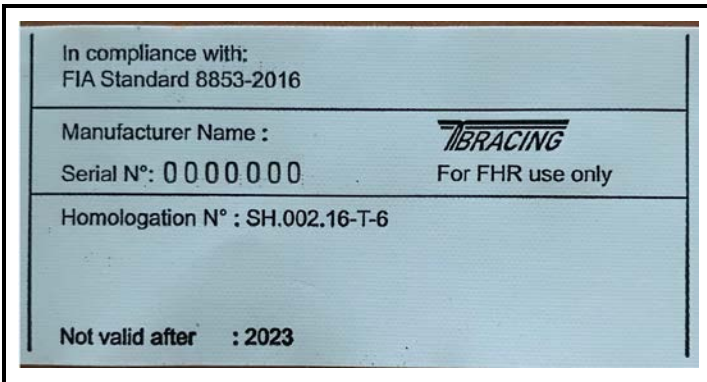 In compliance with:
FIA Standard 8853-2016
Manufacturer Name :
TBRACING
Serial N°: 0000000
For FHR use only
Homologation N° : SH.002.16-T-6
Not valid after : 2023